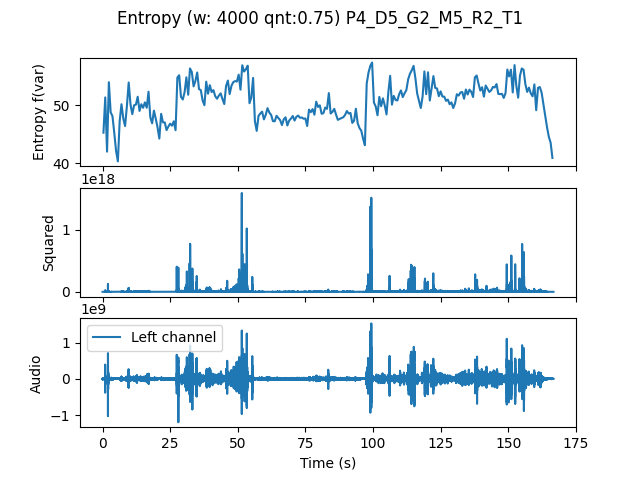 Entropy (w: 4000 qnt:0.75) P4_D5_G2_M5_R2_T1
Entropy f(var)
50
40
1e18
Squared
1
0
1e9
Audio
Left channel
1
0
−1
0
25
50
75
100
125
150
175
Time (s)